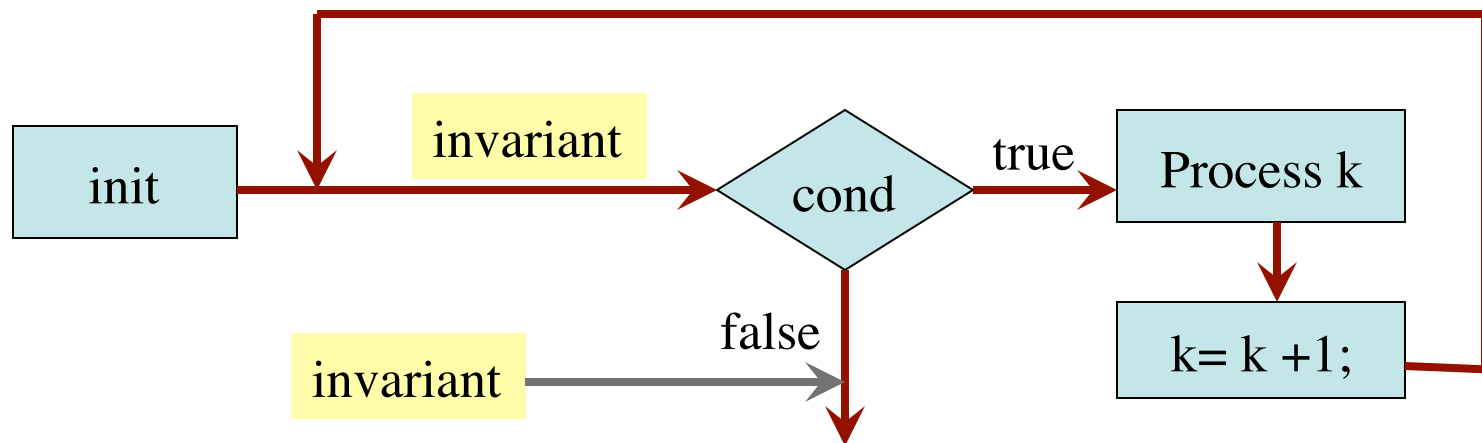 invariant
init
cond
true
Process k
false
invariant
k= k +1;